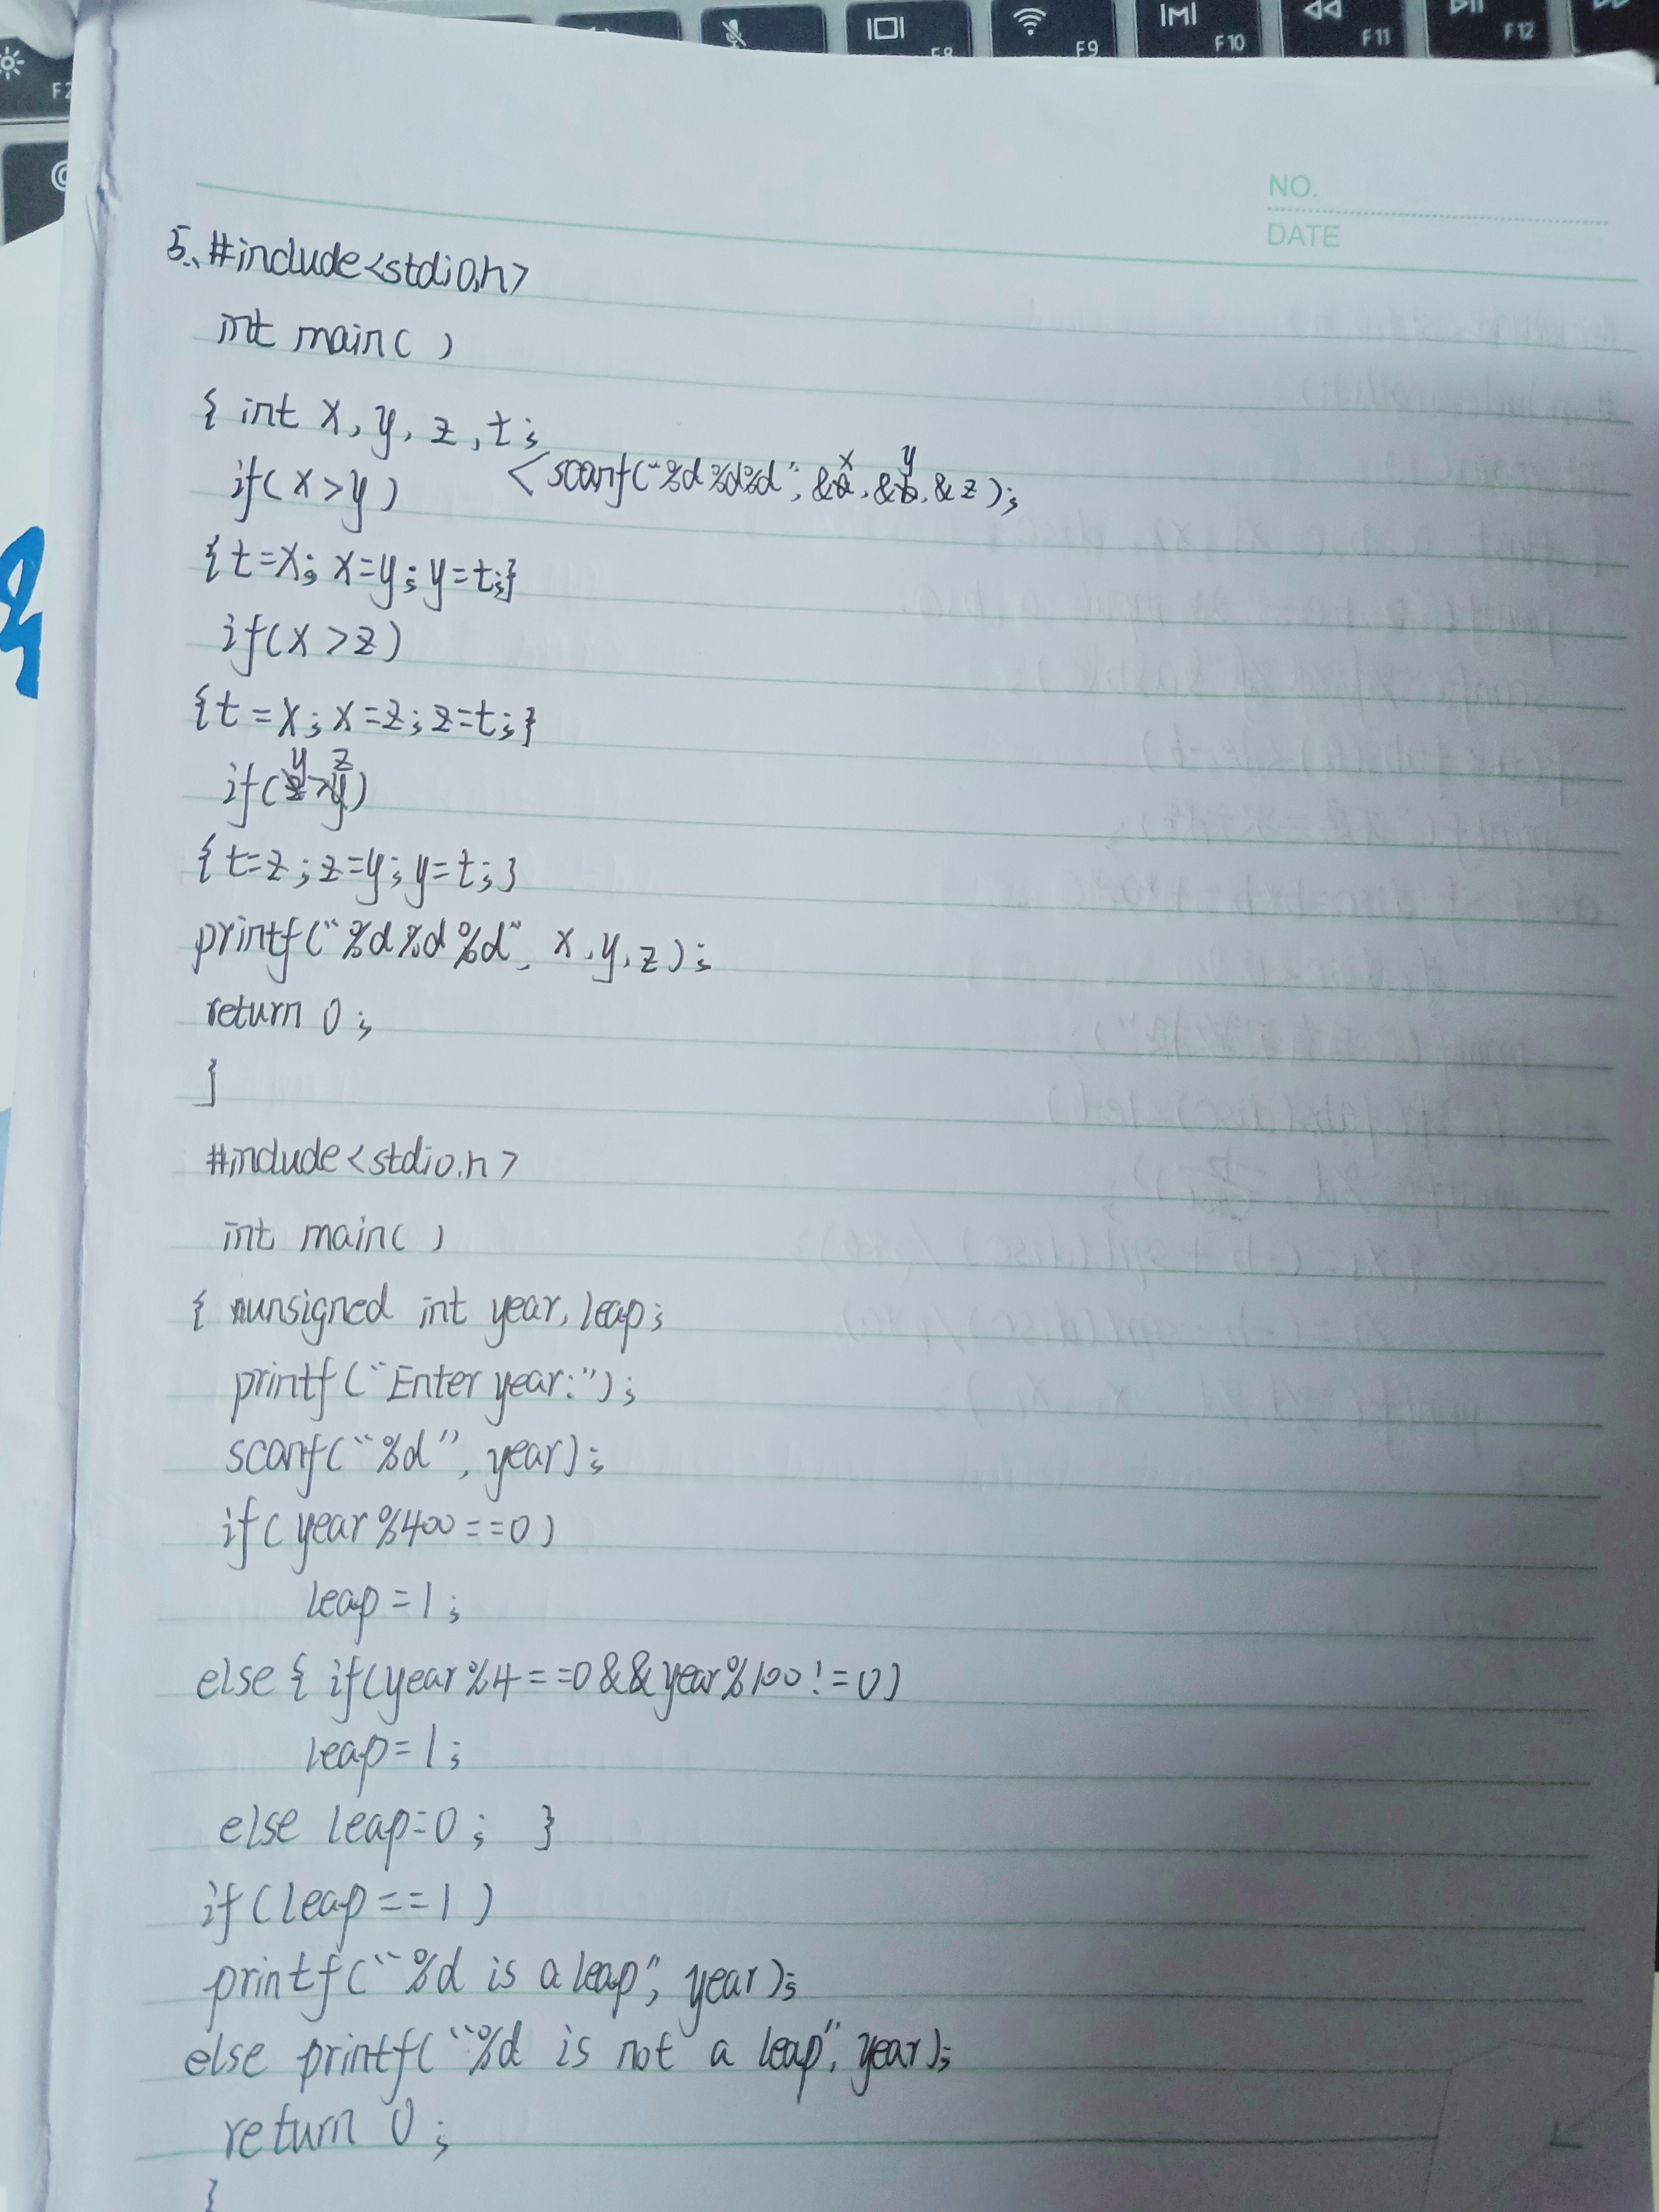 F2
F8
F9
F10
F11
F12
NO.
DATE
5. #include<stdio.h>
int main( )
{ int x, y, z, t;
<scanf("%d%d%d", &x, &y, &z);
if(x>y)
{t=x; x=y; y=t;}
if(x>z)
{t=x; x=z; z=t;}
if(y>z)
{t=z; z=y; y=t;}
printf("%d%d%d", x, y, z);
return 0;
}
#include<stdio.h>
int main( )
{ unsigned int year, leap;
printf("Enter year:");
scanf("%d", year);
if(year%400==0)
leap=1;
else{ if(year%4==0&&year%100!=0)
leap=1;
else leap=0; }
if(leap==1)
printf("%d is a leap", year);
else printf("%d is not a leap", year);
return 0;
}